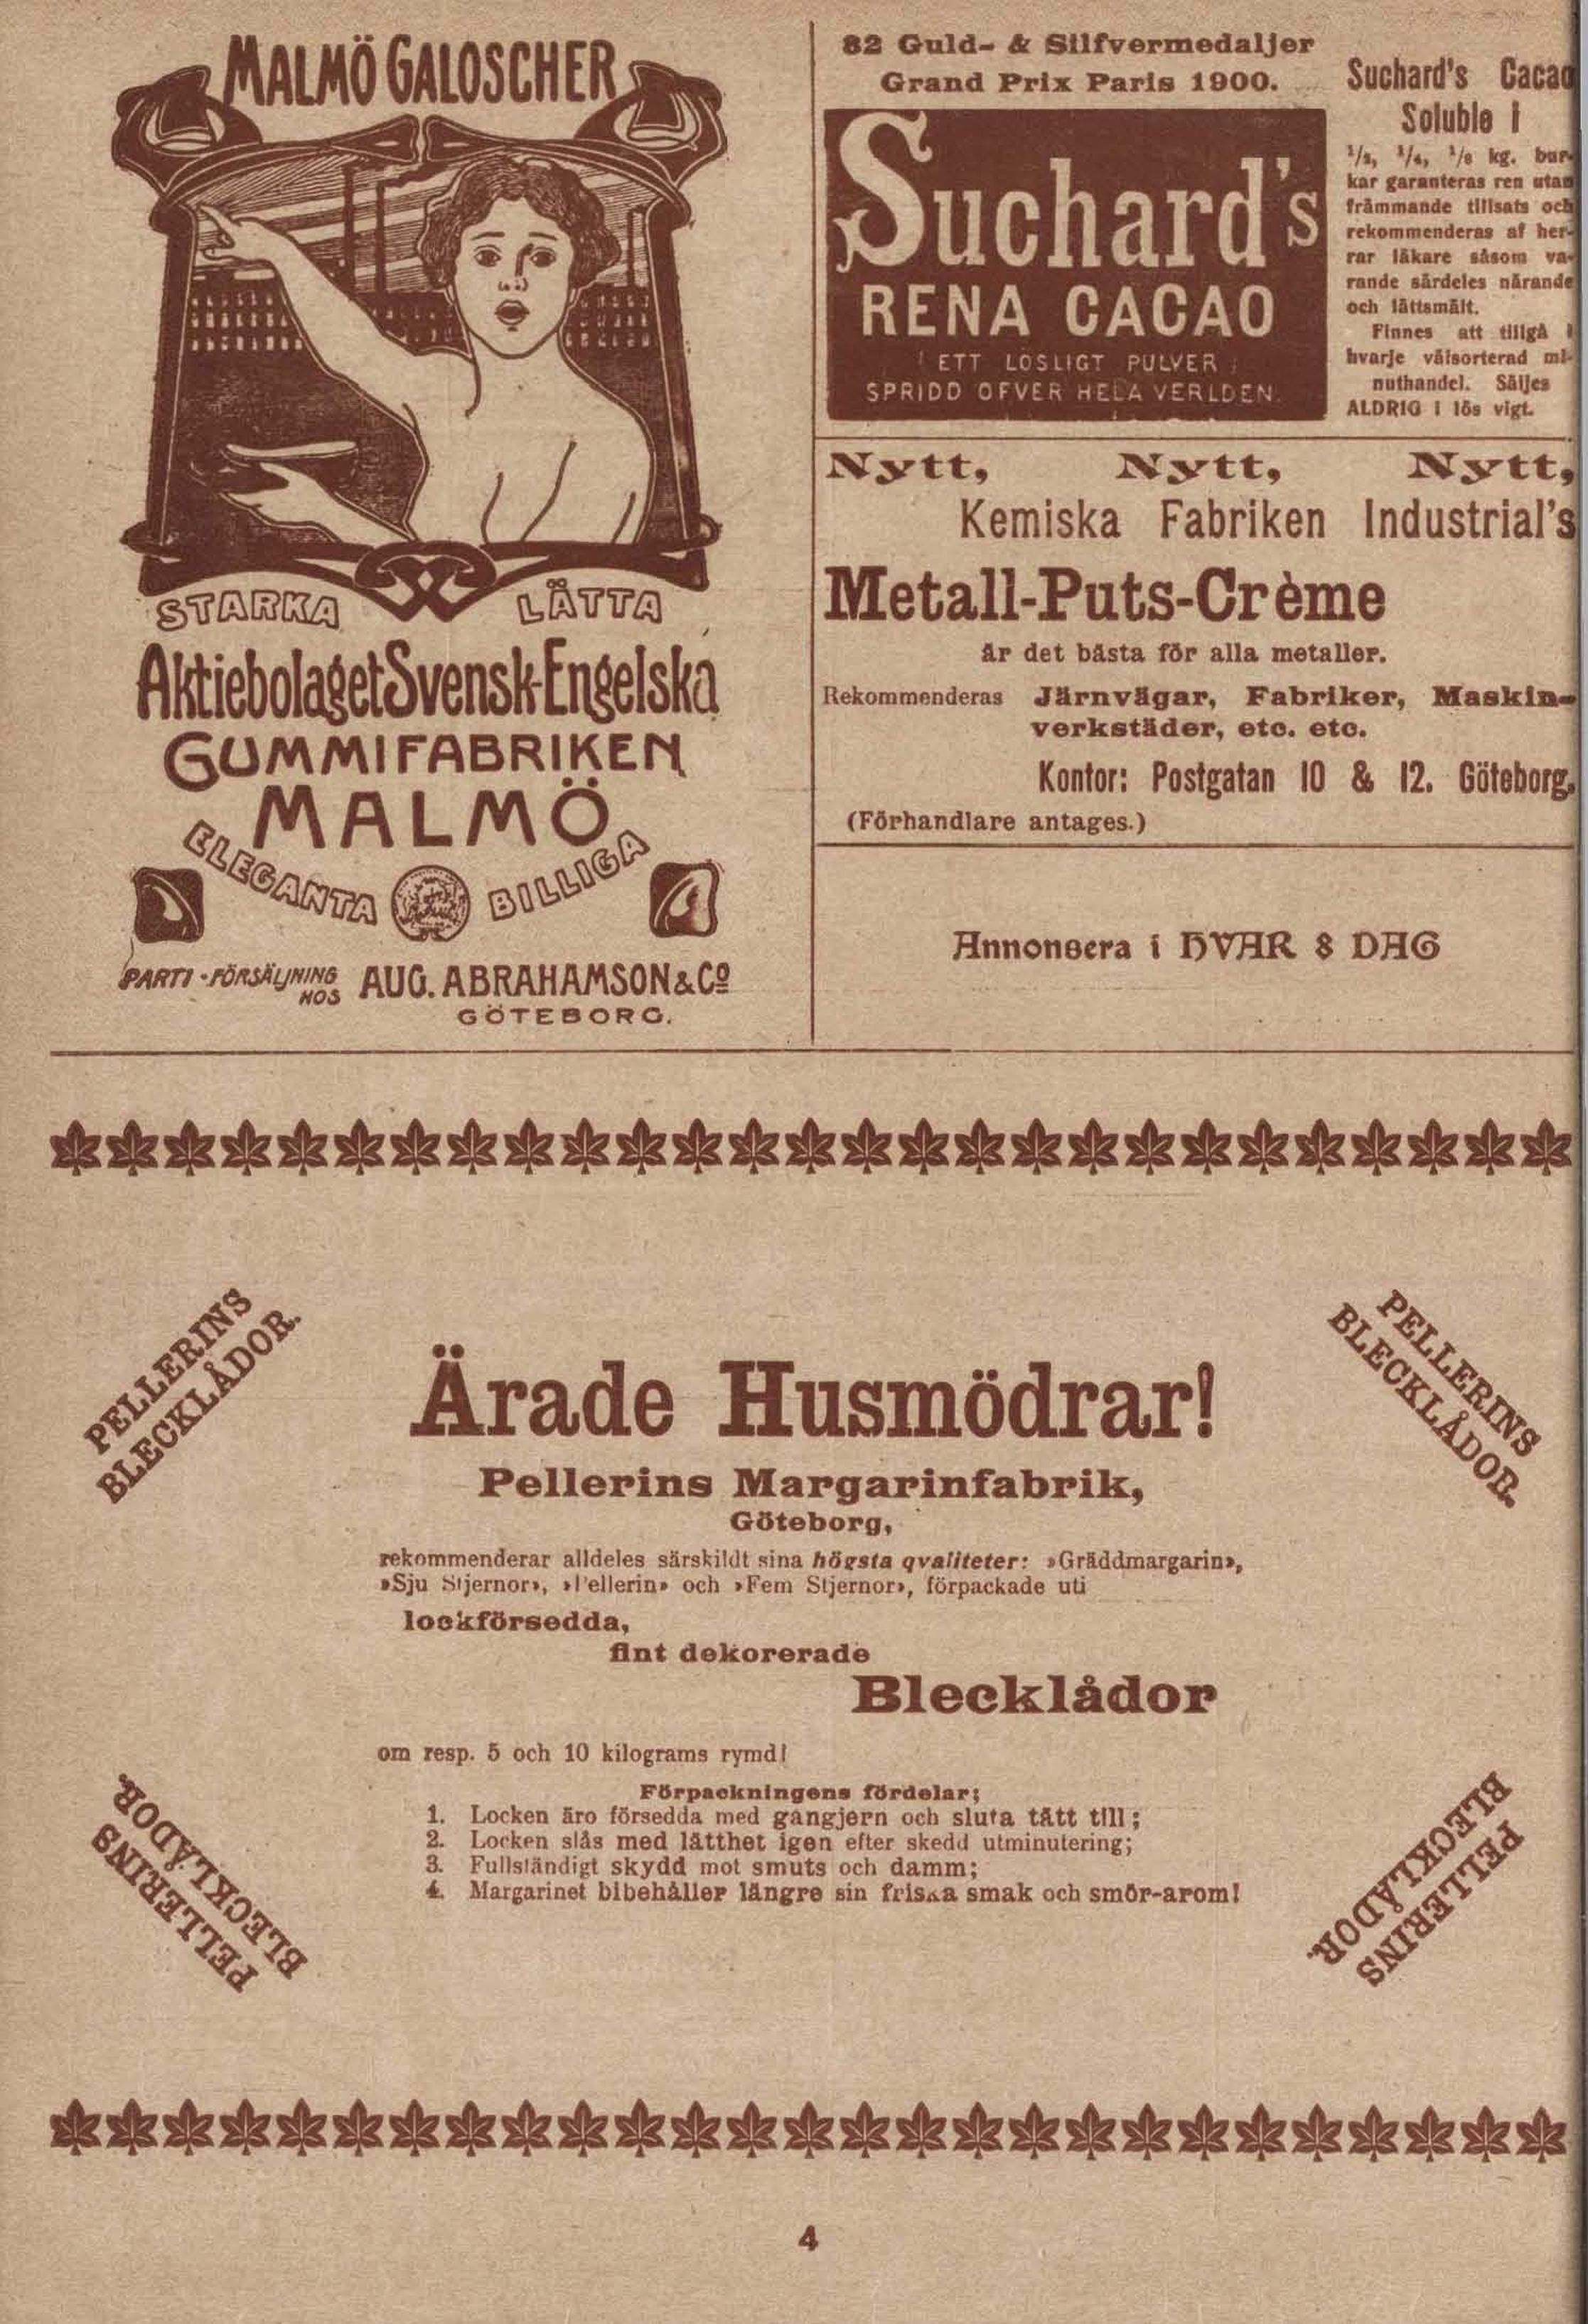 MALMÖ GALOSCHER
STARKA LÄTTA
Aktiebolaget Svensk-Engelska
GUMMIFABRIKEN
MALMÖ
ELEGANTA BILLIGA
PARTI-FÖRSÄLJNING HOS AUG. ABRAHAMSON & Co
GÖTEBORG.
82 Guld- & Silfvermedaljer
Grand Prix Paris 1900.
Suchard's
RENA CACAO
ETT LÖSLIGT PULVER
SPRIDD ÖFVER HELA VERLDEN.
Suchard's Cacao
Soluble i
1/2, 1/4, 1/8 kg. bur-
kar garanteras ren utan
främmande tillsats och
rekommenderas af her-
rar läkare såsom va-
rande särdeles närande
och lättsmält.
Finnes att tillgå i
hvarje välsorterad mi-
nuthandel. Säljes
ALDRIG i lös vigt.
Nytt, Nytt, Nytt,
Kemiska Fabriken Industrial's
Metall-Puts-Crème
är det bästa för alla metaller.
Rekommenderas Järnvägar, Fabriker, Maskin-
verkstäder, etc. etc.
Kontor: Postgatan 10 & 12. Göteborg.
(Förhandlare antages.)
Annonsera i HVAR 8 DAG
PELLERINS
BLECKLÅDOR.
PELLERINS
BLECKLÅDOR.
Ärade Husmödrar!
Pellerins Margarinfabrik,
Göteborg,
rekommenderar alldeles särskildt sina högsta qvaliteter: »Gräddmargarin»,
»Sju Stjernor», »Pellerin» och »Fem Stjernor», förpackade uti
lockförsedda,
fint dekorerade
Blecklådor
om resp. 5 och 10 kilograms rymd!
Förpackningens fördelar;
1. Locken äro försedda med gångjern och sluta tätt till;
2. Locken slås med lätthet igen efter skedd utminutering;
3. Fullständigt skydd mot smuts och damm;
4. Margarinet bibehåller längre sin friska smak och smör-arom!
PELLERINS
BLECKLÅDOR.
PELLERINS
BLECKLÅDOR.
4